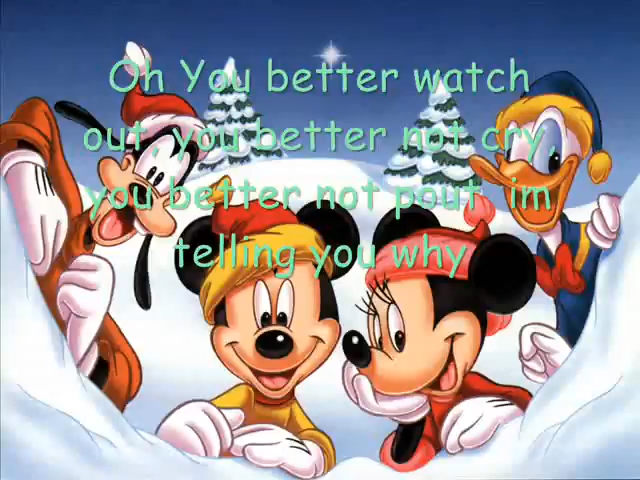 Oh You better watch
out, you better not cry,
you better not pout, im
telling you why